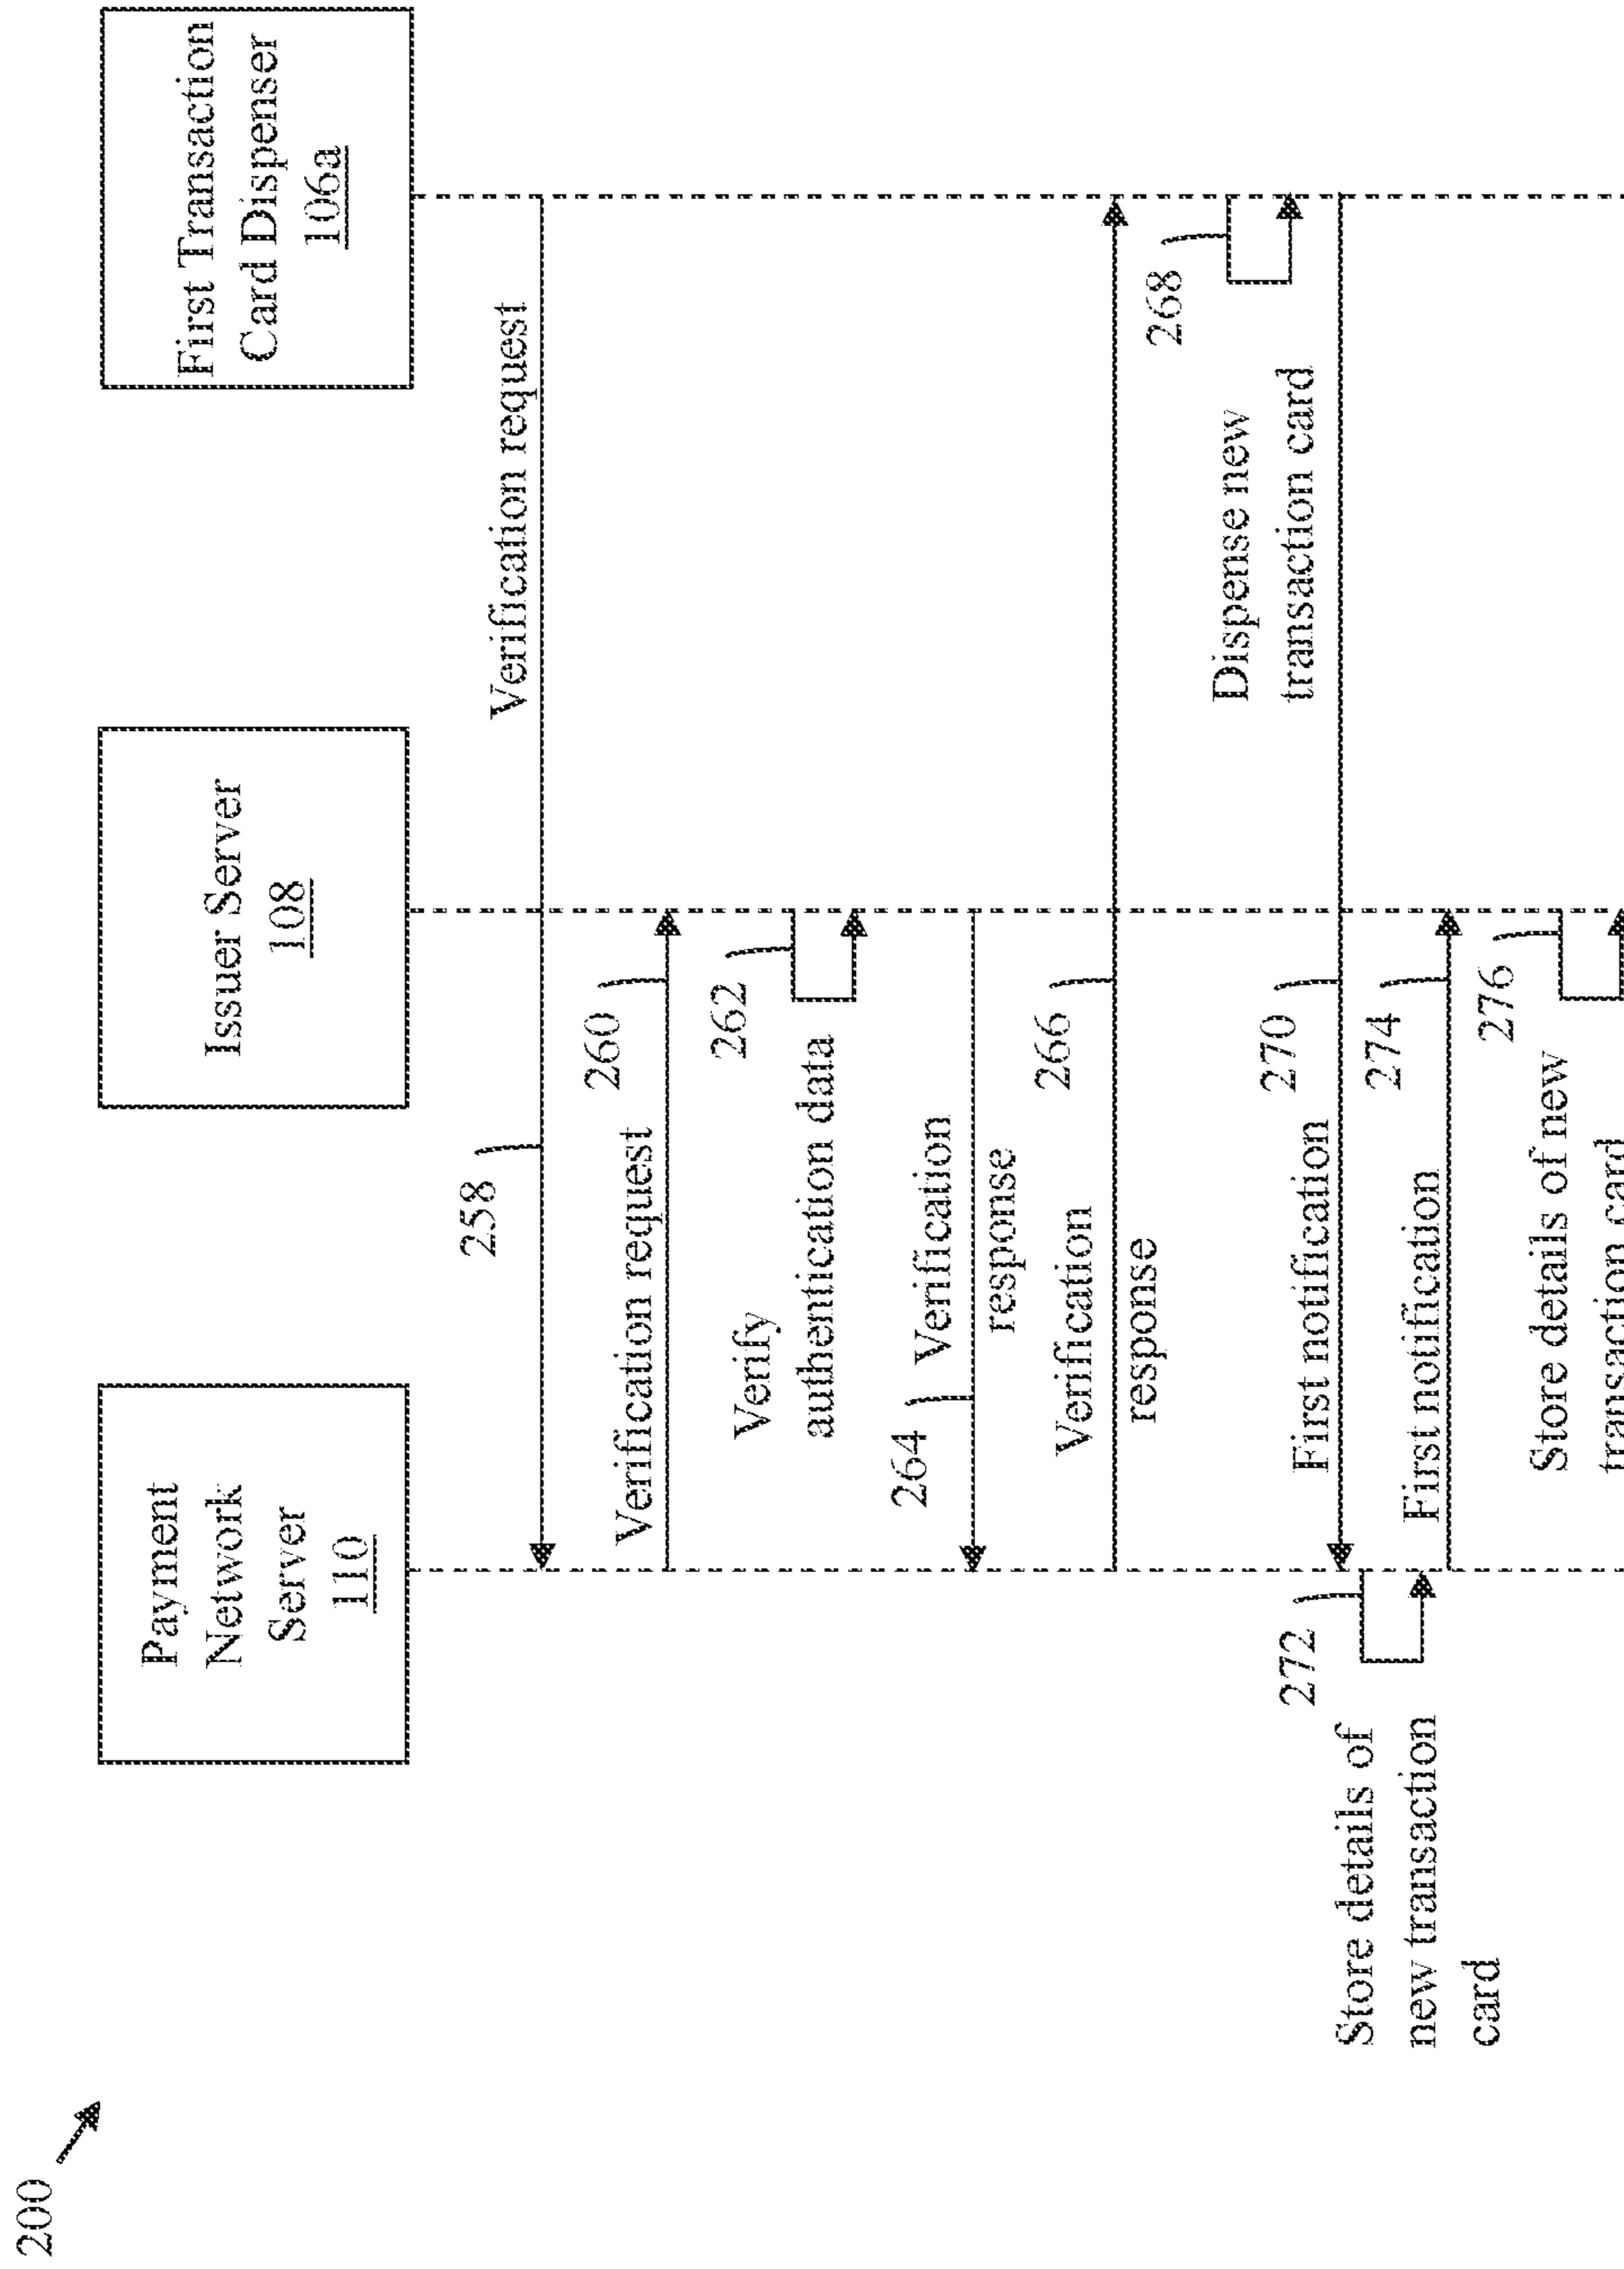 200
Payment
Network
Server
110
Issuer Server
108
First Transaction
Card Dispenser
106a
258
Verification request
260
Verification request
262
Verify
authentication data
264
Verification
response
266
Verification
response
268
Dispense new
transaction card
270
First notification
272
Store details of
new transaction
card
274
First notification
276
Store details of new
transaction card